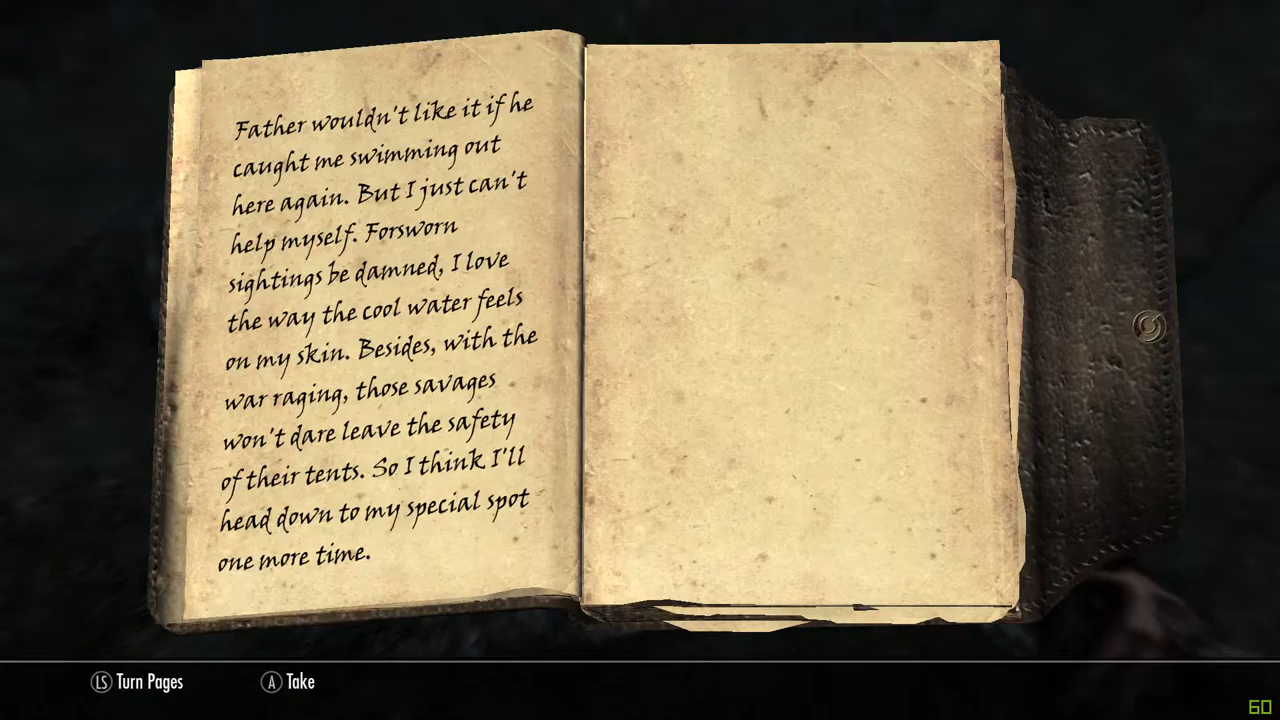 Father wouldn't like it if he
caught me swimming out
here again. But I just can't
help myself. Forsworn
sightings be damned, I love
the way the cool water feels
on my skin. Besides, with the
war raging, those savages
won't dare leave the safety
of their tents. So I think I'll
head down to my special spot
one more time.
LS Turn Pages A Take
60